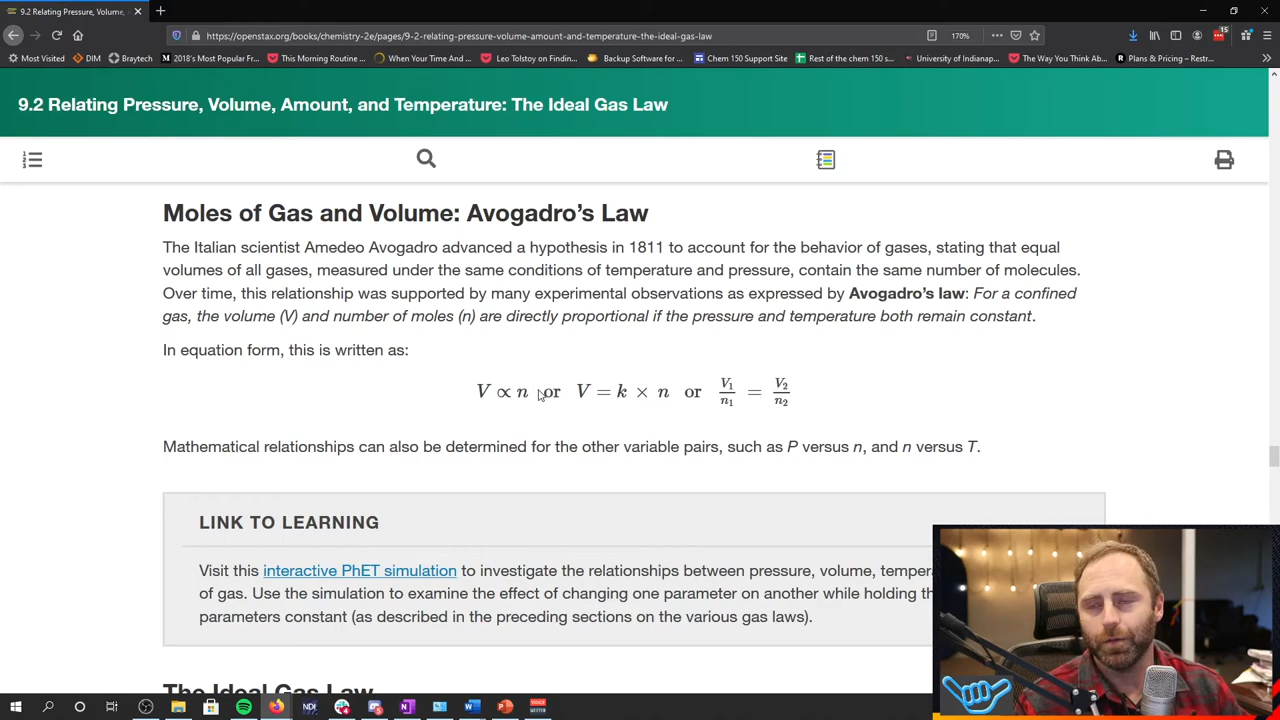 9.2 Relating Pressure, Volume, A
https://openstax.org/books/chemistry-2e/pages/9-2-relating-pressure-volume-amount-and-temperature-the-ideal-gas-law
170%
15
Most Visited DIM Braytech 2018's Most Popular Fr... This Morning Routine ... When Your Time And ... Leo Tolstoy on Findin... Backup Software for ... Chem 150 Support Site Rest of the chem 150 s... University of Indianap... The Way You Think Ab... Plans & Pricing – Restr...
9.2 Relating Pressure, Volume, Amount, and Temperature: The Ideal Gas Law
Moles of Gas and Volume: Avogadro’s Law
The Italian scientist Amedeo Avogadro advanced a hypothesis in 1811 to account for the behavior of gases, stating that equal
volumes of all gases, measured under the same conditions of temperature and pressure, contain the same number of molecules.
Over time, this relationship was supported by many experimental observations as expressed by Avogadro’s law: For a confined
gas, the volume (V) and number of moles (n) are directly proportional if the pressure and temperature both remain constant.
In equation form, this is written as:
V ∝ n or V = k × n or V₁/n₁ = V₂/n₂
Mathematical relationships can also be determined for the other variable pairs, such as P versus n, and n versus T.
LINK TO LEARNING
Visit this interactive PhET simulation to investigate the relationships between pressure, volume, tempera
of gas. Use the simulation to examine the effect of changing one parameter on another while holding th
parameters constant (as described in the preceding sections on the various gas laws).
The Ideal Gas Law